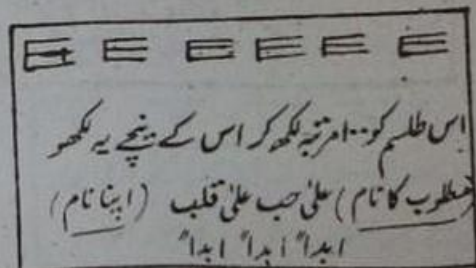 اس طلسم کو ۱۰۰ مرتبہ لکھ کر اس کے نیچے یہ لکھو
(مطلوب کا نام) علیٰ حب علیٰ قلب (اپنا نام)
ابداً ابداً ابداً